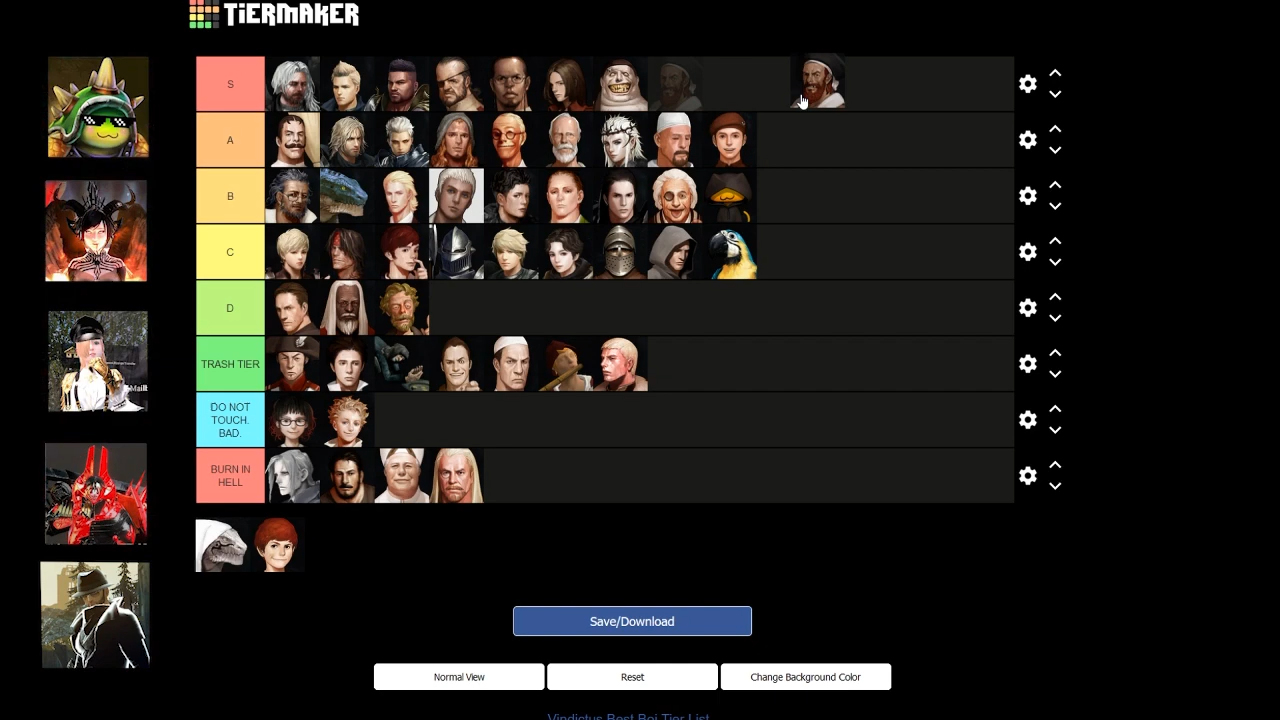 TiERMAKER
S
A
B
C
D
TRASH TIER
DO NOT
TOUCH.
BAD.
BURN IN
HELL
Save/Download
Normal View
Reset
Change Background Color
Vindictus Best Boi Tier List